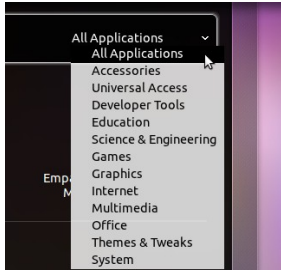 All Applications
All Applications
Accessories
Universal Access
Developer Tools
Education
Science & Engineering
Games
Graphics
Internet
Multimedia
Office
Themes & Tweaks
System
Emp
M